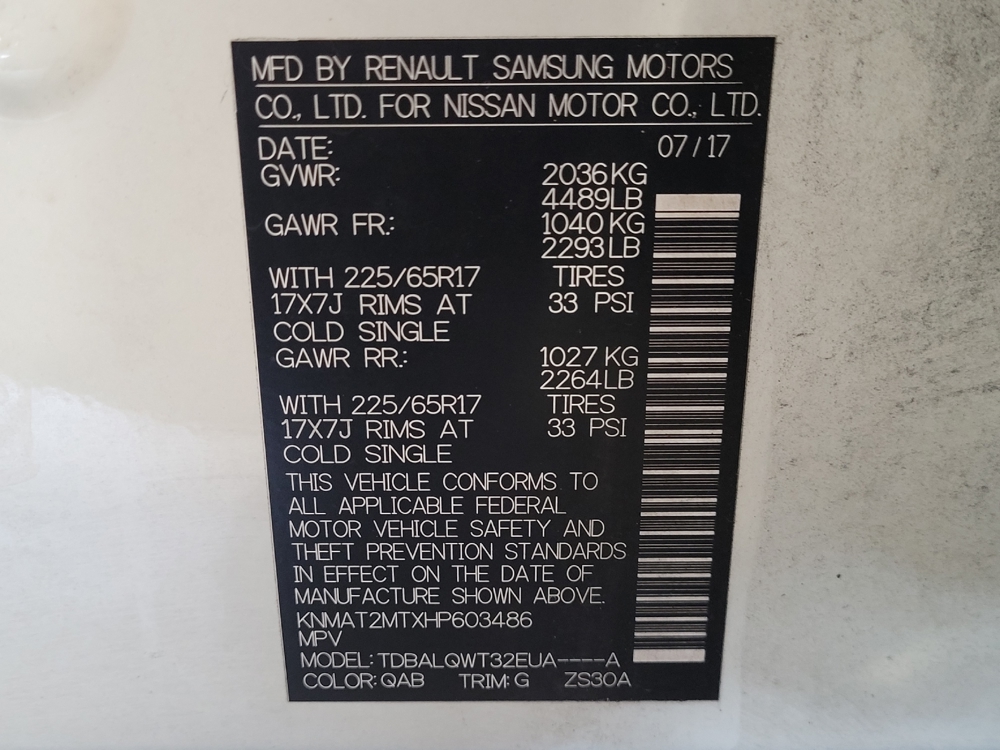 MFD BY RENAULT SAMSUNG MOTORS
CO., LTD. FOR NISSAN MOTOR CO., LTD.
DATE: 07/17
GVWR: 2036KG
4489LB
GAWR FR.: 1040KG
2293LB
WITH 225/65R17 TIRES
17X7J RIMS AT 33 PSI
COLD SINGLE
GAWR RR.: 1027KG
2264LB
WITH 225/65R17 TIRES
17X7J RIMS AT 33 PSI
COLD SINGLE
THIS VEHICLE CONFORMS TO
ALL APPLICABLE FEDERAL
MOTOR VEHICLE SAFETY AND
THEFT PREVENTION STANDARDS
IN EFFECT ON THE DATE OF
MANUFACTURE SHOWN ABOVE.
KNMAT2MTXHP603486
MPV
MODEL: TDBALQWT32EUA----A
COLOR: QAB TRIM: G ZS30A